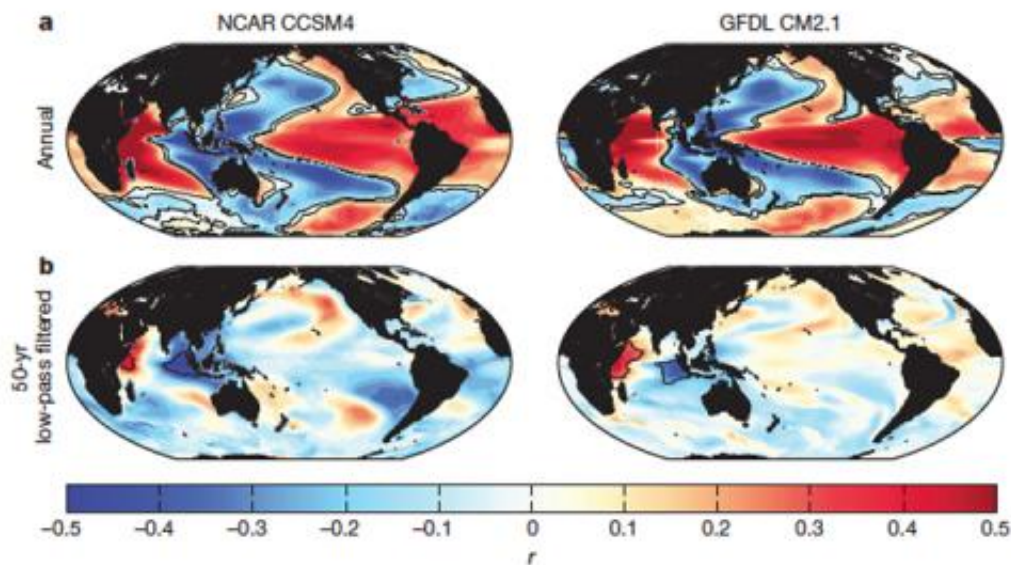 NCAR CCSM4
GFDL CM2.1
a
Annual
b
50-yr
low-pass filtered
−0.5 −0.4 −0.3 −0.2 −0.1 0 0.1 0.2 0.3 0.4 0.5
r